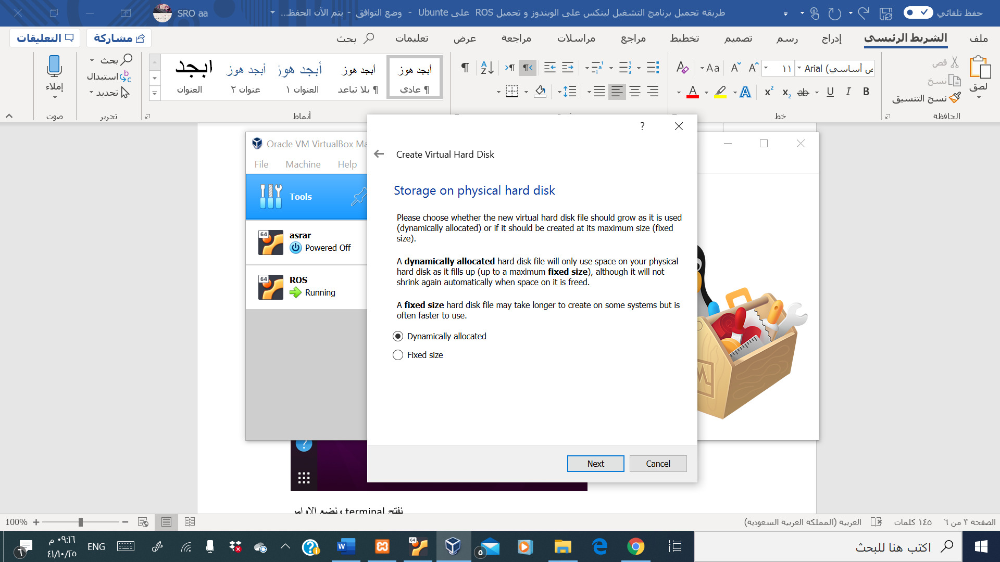 حفظ تلقائي
طريقة تحميل برنامج التشغيل لينكس على الويندوز و تحميل ROS على Ubunte - وضع التوافق - يتم الآن الحفظ...
SRO aa
ملف
الشريط الرئيسي
إدراج
رسم
تصميم
تخطيط
مراجع
مراسلات
مراجعة
عرض
تعليمات
بحث
مشاركة
التعليقات
لصق
قص
نسخ
نسخ التنسيق
الحافظة
Arial (ص أساسي
١١
خط
أبجد هوز
¶ عادي
أبجد هوز
¶ بلا تباعد
أبجد هوز
العنوان ١
أبجد هوز
عنوان ٢
ابجد
العنوان
أنماط
بحث
استبدال
تحديد
تحرير
إملاء
صوت
Oracle VM VirtualBox Ma
File Machine Help
Tools
64
asrar
Powered Off
64
ROS
Running
?
Create Virtual Hard Disk
Storage on physical hard disk
Please choose whether the new virtual hard disk file should grow as it is used
(dynamically allocated) or if it should be created at its maximum size (fixed
size).
A dynamically allocated hard disk file will only use space on your physical
hard disk as it fills up (up to a maximum fixed size), although it will not
shrink again automatically when space on it is freed.
A fixed size hard disk file may take longer to create on some systems but is
often faster to use.
Dynamically allocated
Fixed size
Next
Cancel
نفتح terminal ونضع الاوامر
الصفحة ٣ من ٦
١٤٥ كلمات
العربية (المملكة العربية السعودية)
100%
اكتب هنا للبحث
٥
64
ENG
٠٩:١٦ م
٤١/١٠/٢٥
٦